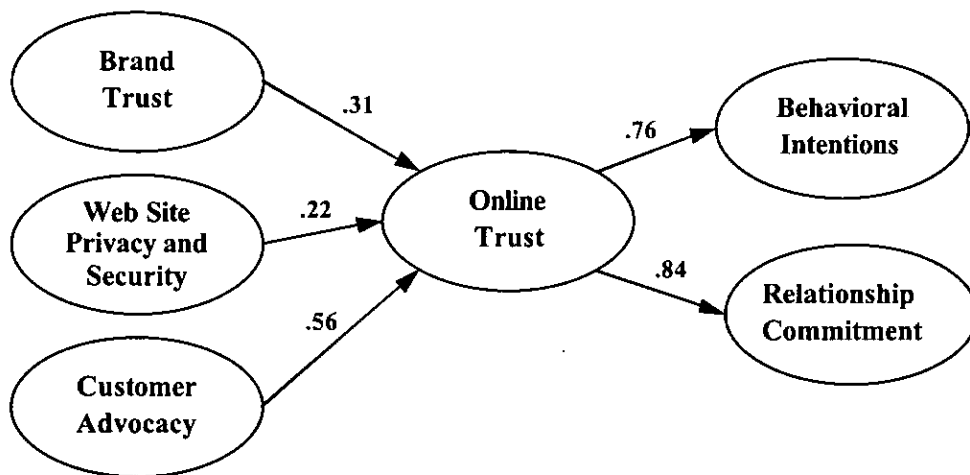 Brand
Trust
.31
Web Site
Privacy and
Security
.22
Customer
Advocacy
.56
Online
Trust
.76
Behavioral
Intentions
.84
Relationship
Commitment